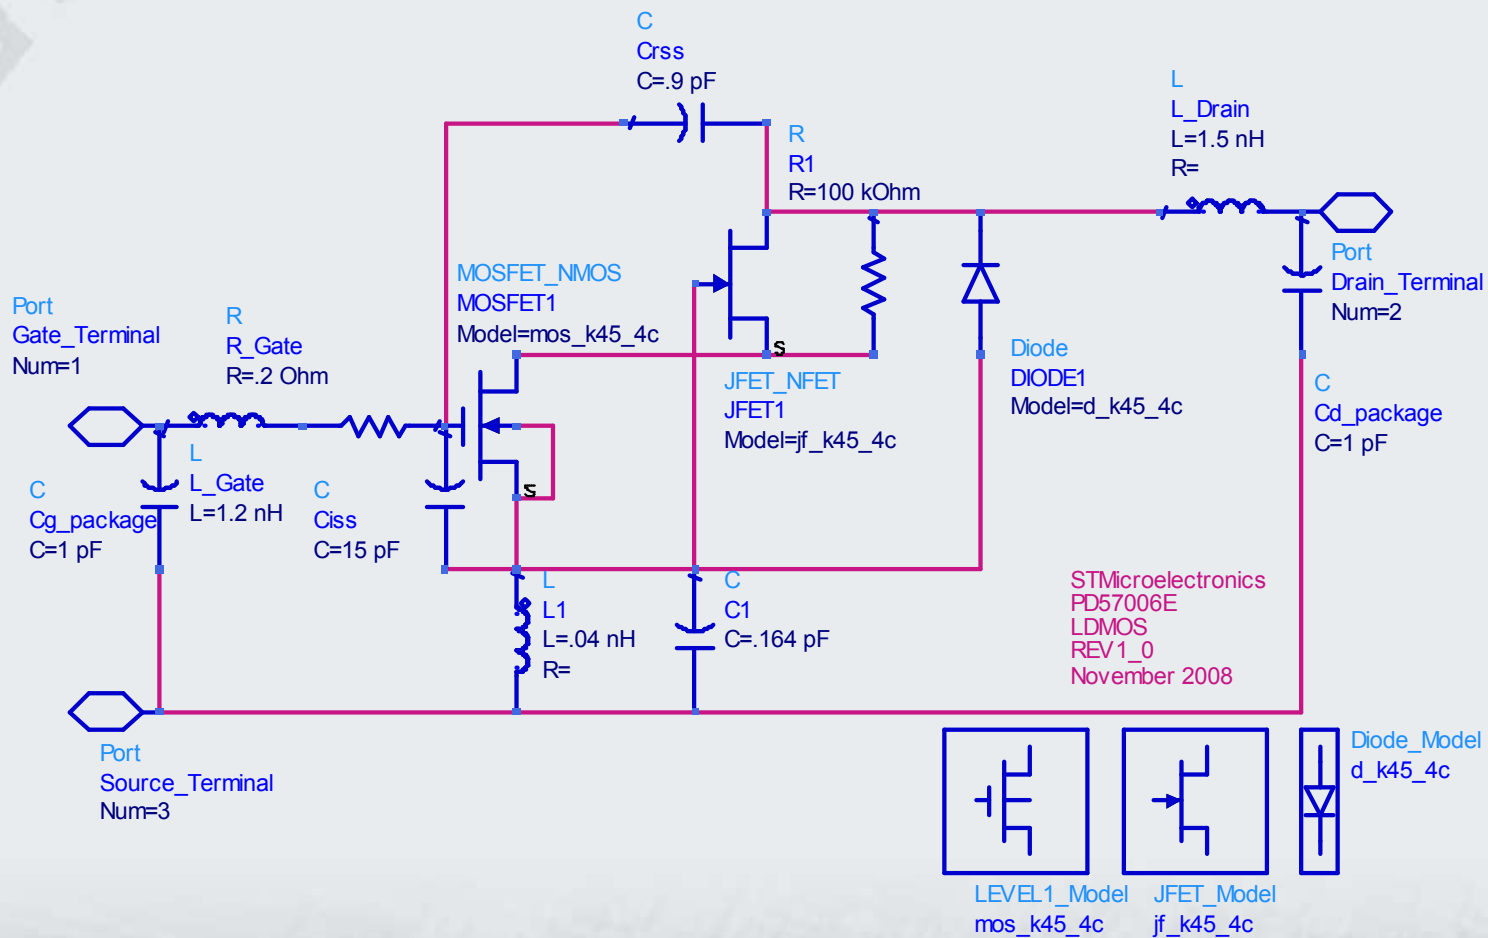 C
Crss
C=.9 pF
L
L_Drain
L=1.5 nH
R=
R
R1
R=100 kOhm
MOSFET_NMOS
MOSFET1
Model=mos_k45_4c
Port
Gate_Terminal
Num=1
R
R_Gate
R=.2 Ohm
Port
Drain_Terminal
Num=2
S
Diode
DIODE1
Model=d_k45_4c
JFET_NFET
JFET1
Model=jf_k45_4c
C
Cd_package
C=1 pF
L
L_Gate
L=1.2 nH
C
Cg_package
C=1 pF
C
Ciss
C=15 pF
S
L
L1
L=.04 nH
R=
C
C1
C=.164 pF
STMicroelectronics
PD57006E
LDMOS
REV1_0
November 2008
Port
Source_Terminal
Num=3
Diode_Model
d_k45_4c
LEVEL1_Model
mos_k45_4c
JFET_Model
jf_k45_4c